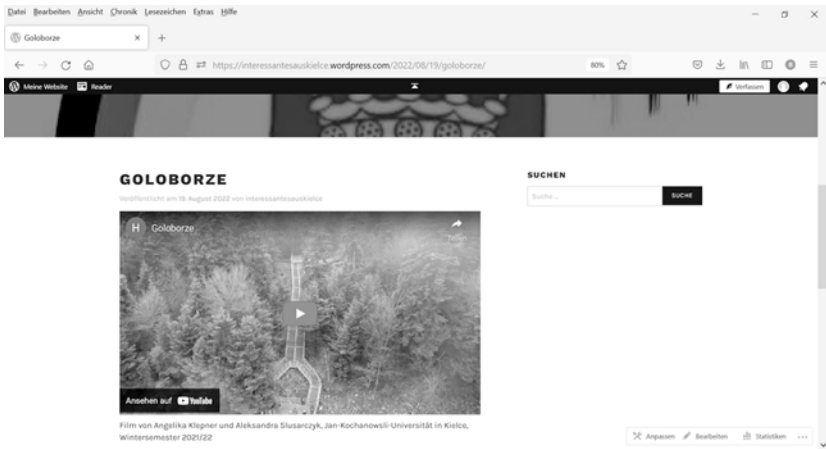 Datei Bearbeiten Ansicht Chronik Lesezeichen Extras Hilfe
Goloborze
https://interessantesauskielce.wordpress.com/2022/08/19/goloborze/
80%
Meine Website Reader
Verfassen
GOLOBORZE
Veröffentlicht am 19. August 2022 von interessantesauskielce
SUCHEN
Suche …
SUCHE
H Goloborze
Teilen
Ansehen auf YouTube
Film von Angelika Klepner und Aleksandra Slusarczyk, Jan-Kochanowsli-Universität in Kielce,
Wintersemester 2021/22
Anpassen Bearbeiten Statistiken